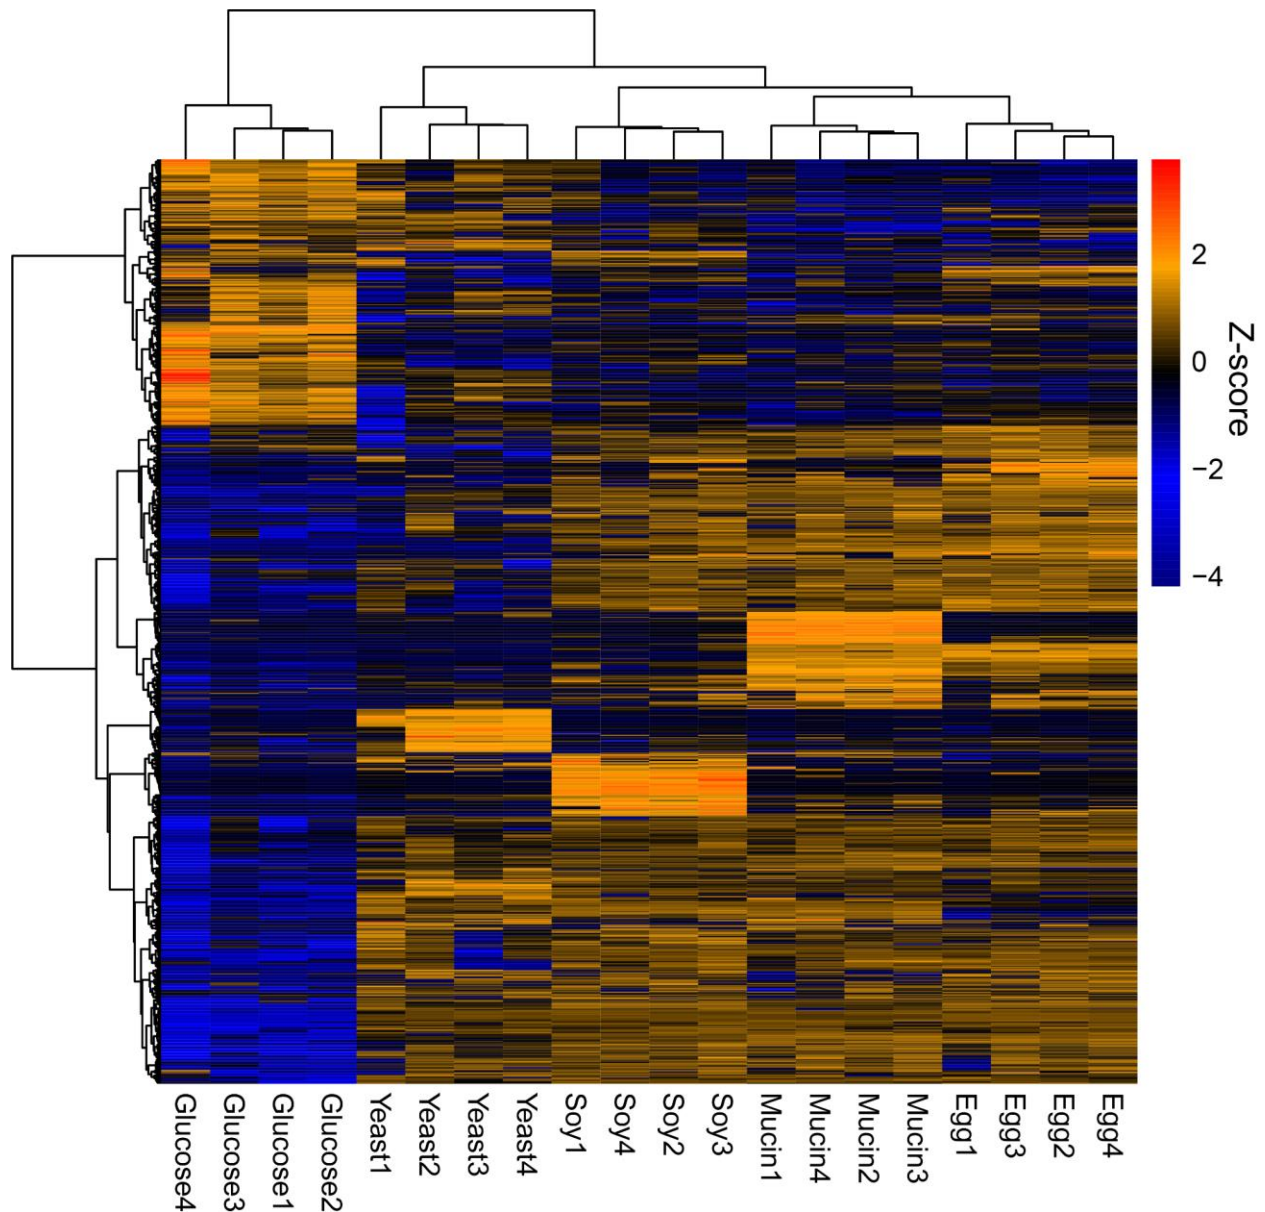 2
0
−2
−4
Z-score
Glucose4
Glucose3
Glucose1
Glucose2
Yeast1
Yeast2
Yeast3
Yeast4
Soy1
Soy4
Soy2
Soy3
Mucin1
Mucin4
Mucin2
Mucin3
Egg1
Egg3
Egg2
Egg4